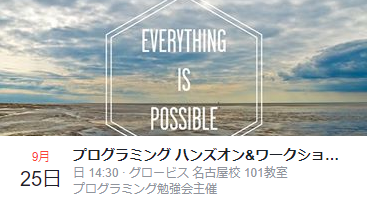 EVERYTHING
IS
POSSIBLE
9月
25日
プログラミング ハンズオン&ワークショ...
日 14:30 · グロービス 名古屋校 101教室
プログラミング勉強会主催